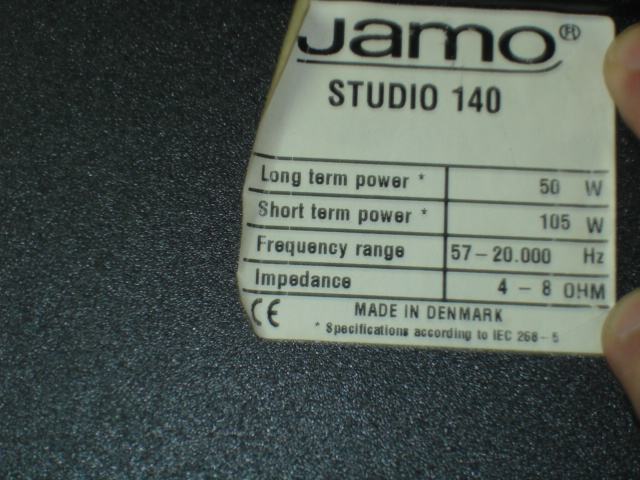 Jamo®
STUDIO 140
Long term power * 50 W
Short term power * 105 W
Frequency range 57-20.000 Hz
Impedance 4 - 8 OHM
CE MADE IN DENMARK
* Specifications according to IEC 268-5